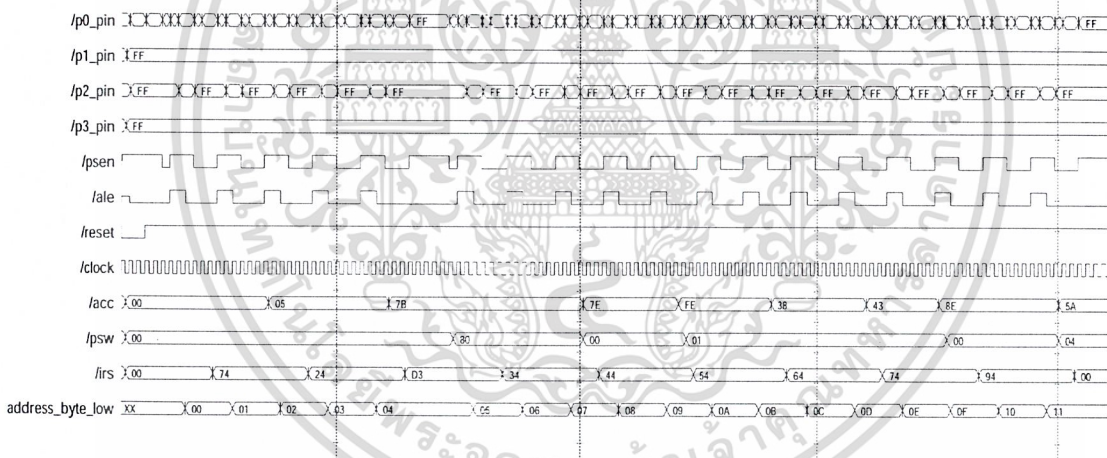 /p0_pin FF FF
/p1_pin FF
/p2_pin FF FF FF FF FF FF FF FF FF FF FF FF FF FF FF FF FF FF
/p3_pin FF
/psen
/ale
/reset
/clock
/acc 00 05 7B 7E FE 38 43 8E 5A
/psw 00 80 00 01 00 04
/irs 00 74 24 D3 34 44 54 64 74 94 00
address_byte_low XX 00 01 02 03 04 05 06 07 08 09 0A 0B 0C 0D 0E 0F 10 11